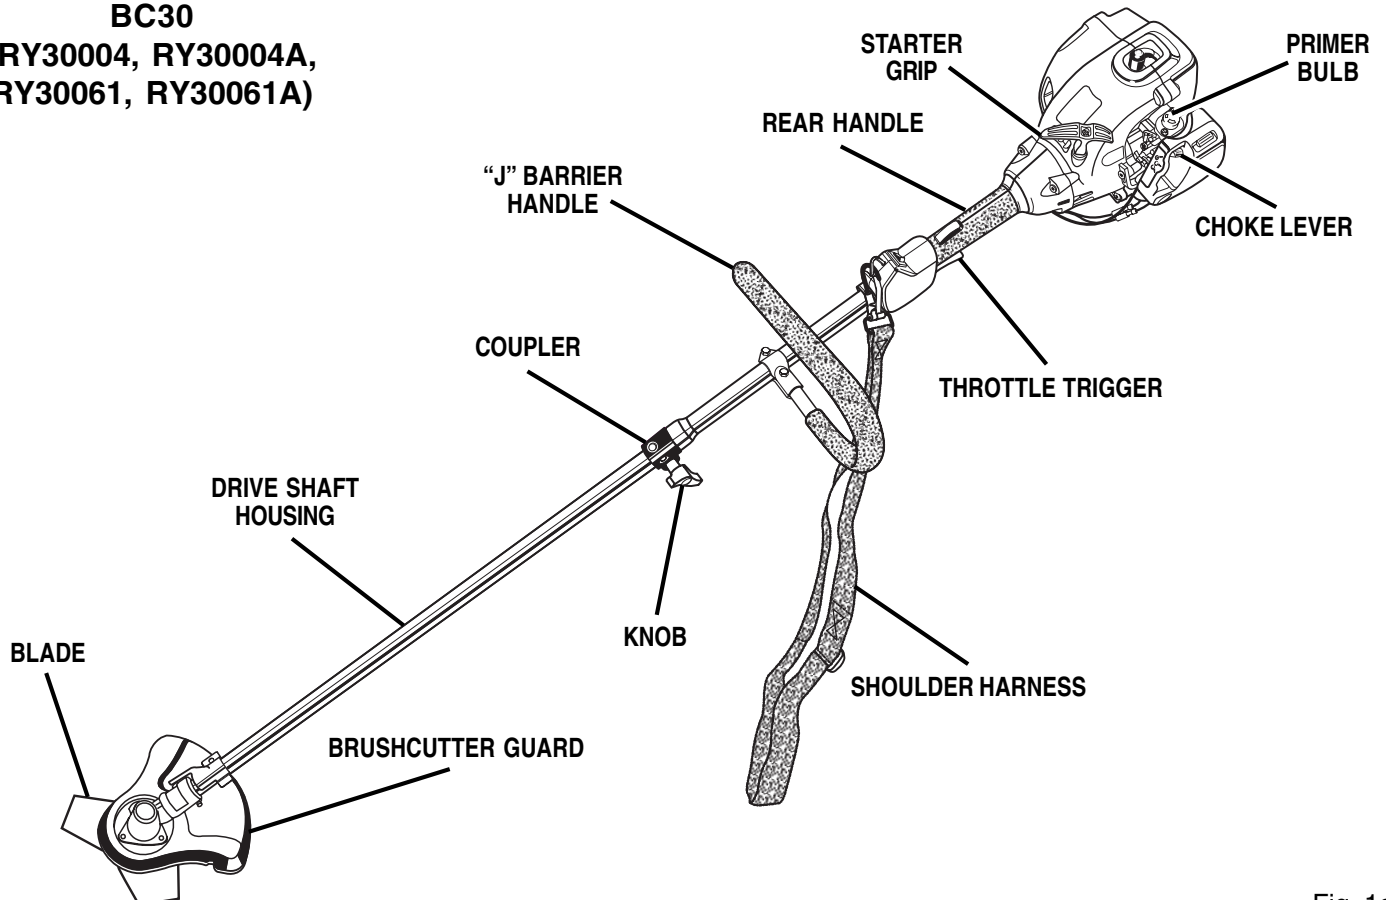 BC30
RY30004, RY30004A,
RY30061, RY30061A)
STARTER
GRIP
PRIMER
BULB
REAR HANDLE
“J” BARRIER
HANDLE
CHOKE LEVER
COUPLER
THROTTLE TRIGGER
DRIVE SHAFT
HOUSING
KNOB
BLADE
SHOULDER HARNESS
BRUSHCUTTER GUARD
Fig.